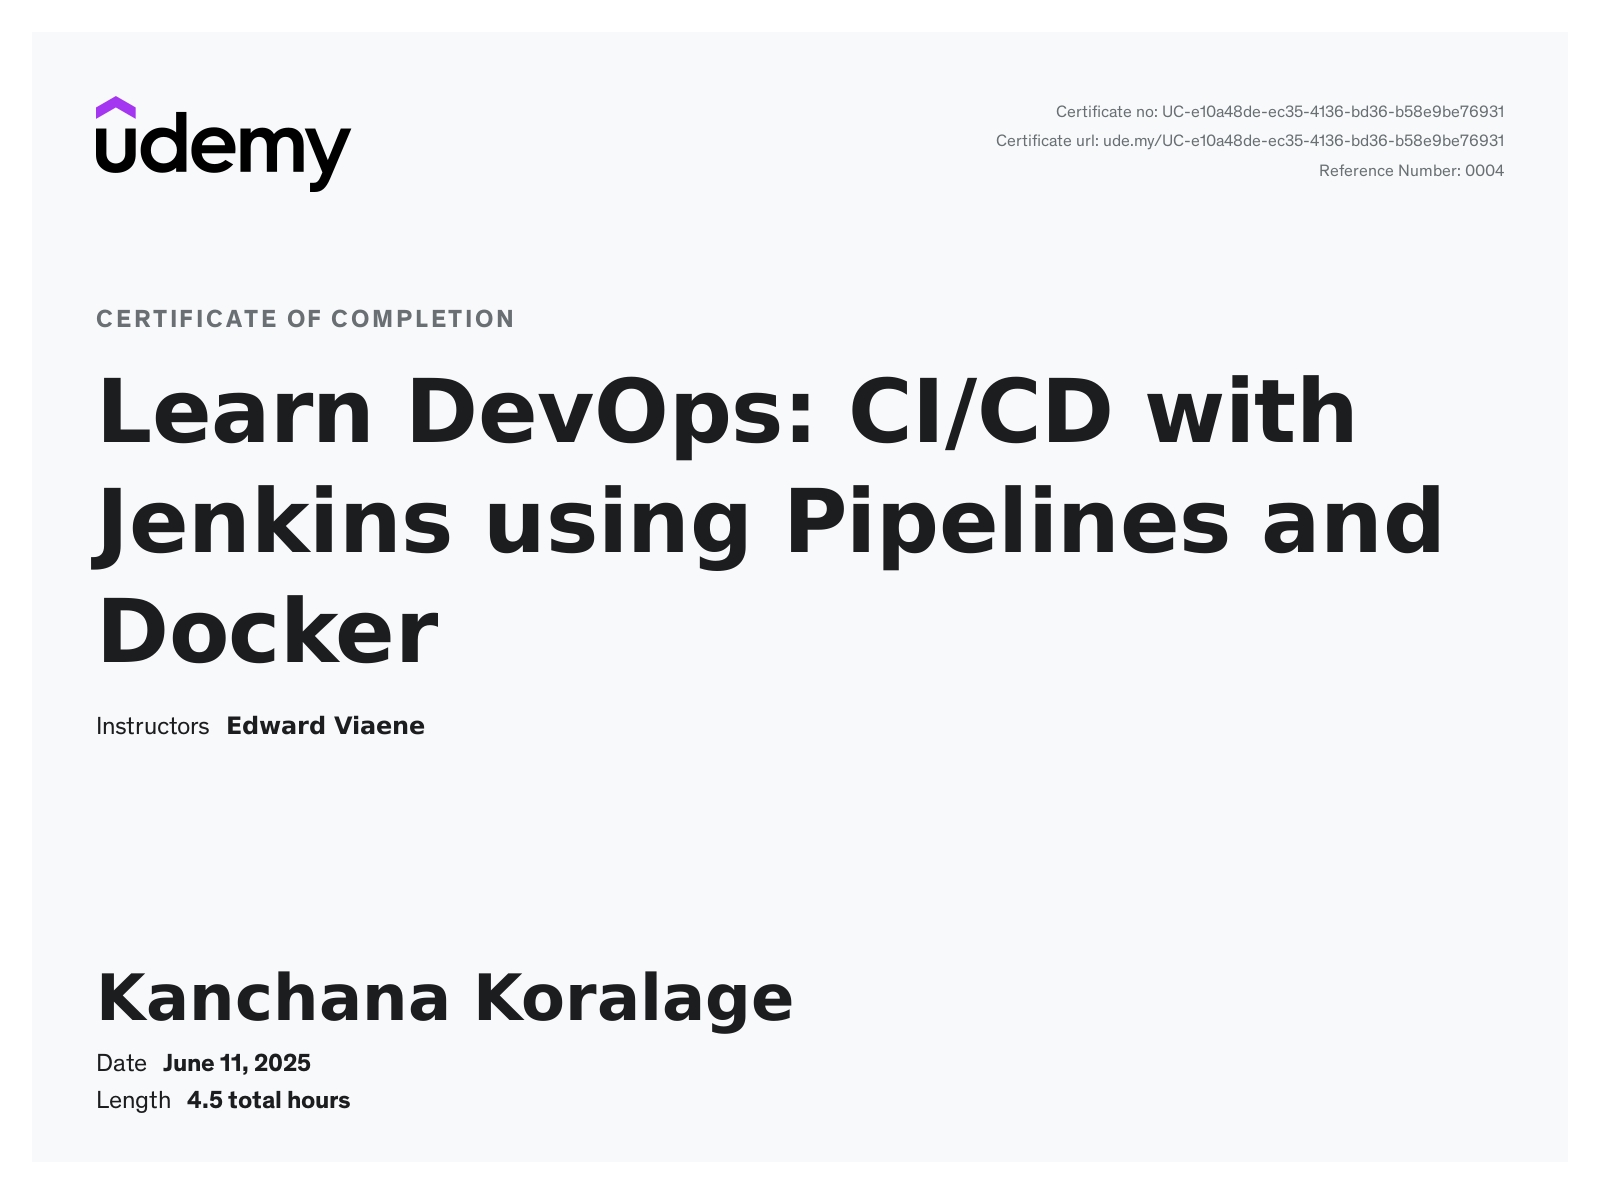 udemy
Certificate no: UC-e10a48de-ec35-4136-bd36-b58e9be76931
Certificate url: ude.my/UC-e10a48de-ec35-4136-bd36-b58e9be76931
Reference Number: 0004
CERTIFICATE OF COMPLETION
Learn DevOps: CI/CD with
Jenkins using Pipelines and
Docker
Instructors Edward Viaene
Kanchana Koralage
Date June 11, 2025
Length 4.5 total hours